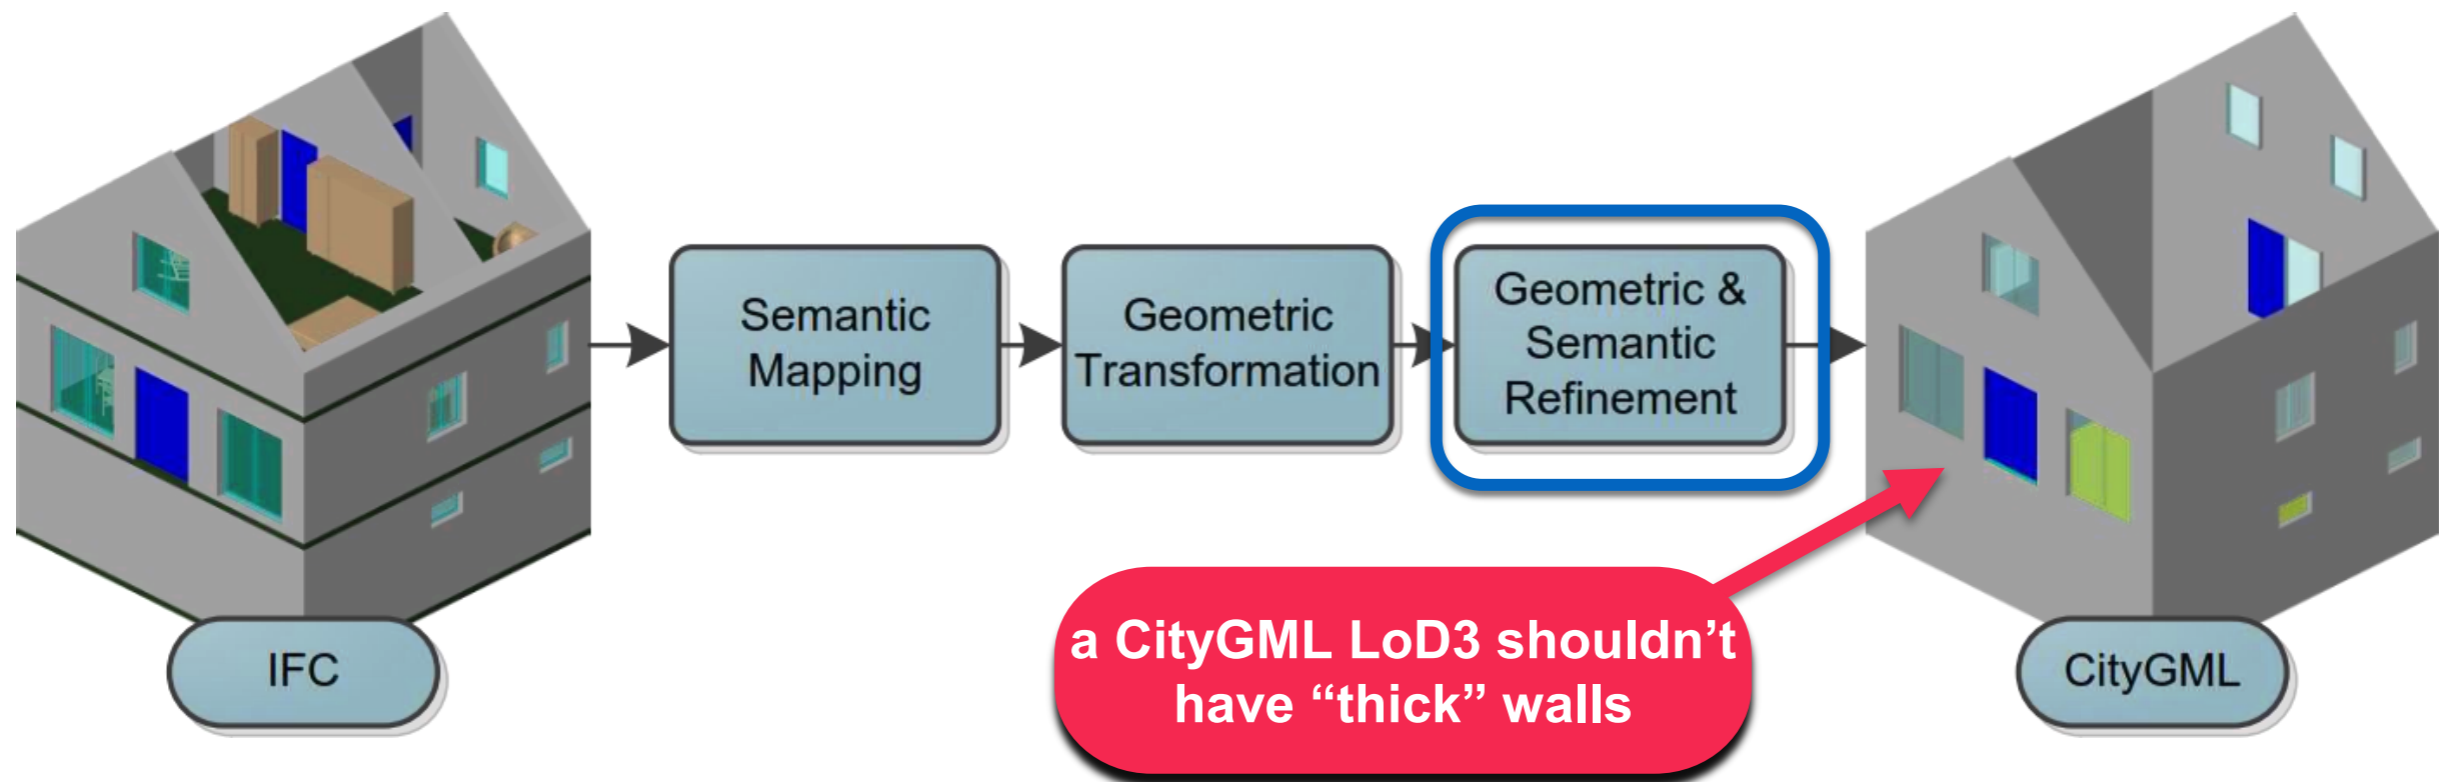 Semantic
Mapping
Geometric
Transformation
Geometric &
Semantic
Refinement
a CityGML LoD3 shouldn’t
have “thick” walls
IFC
CityGML